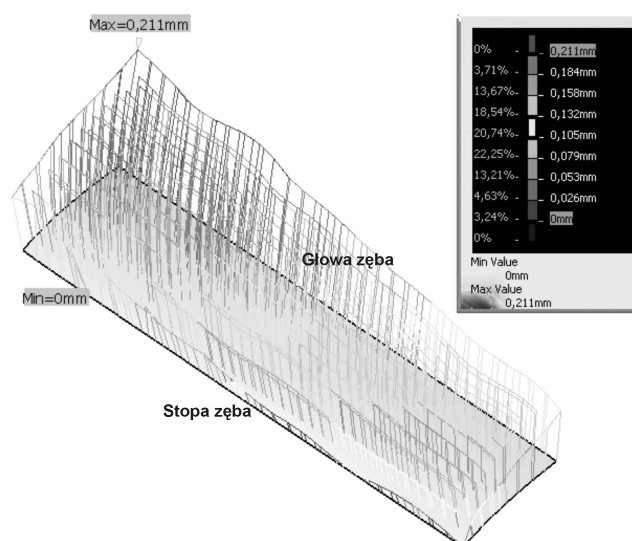 Max=0,211mm
0%
0,211mm
3,71%
0,184mm
13,67%
0,158mm
18,54%
0,132mm
20,74%
0,105mm
22,25%
0,079mm
13,21%
0,053mm
4,63%
0,026mm
3,24%
0mm
0%
Min Value
0mm
Max Value
0,211mm
Głowa zęba
Min=0mm
Stopa zęba